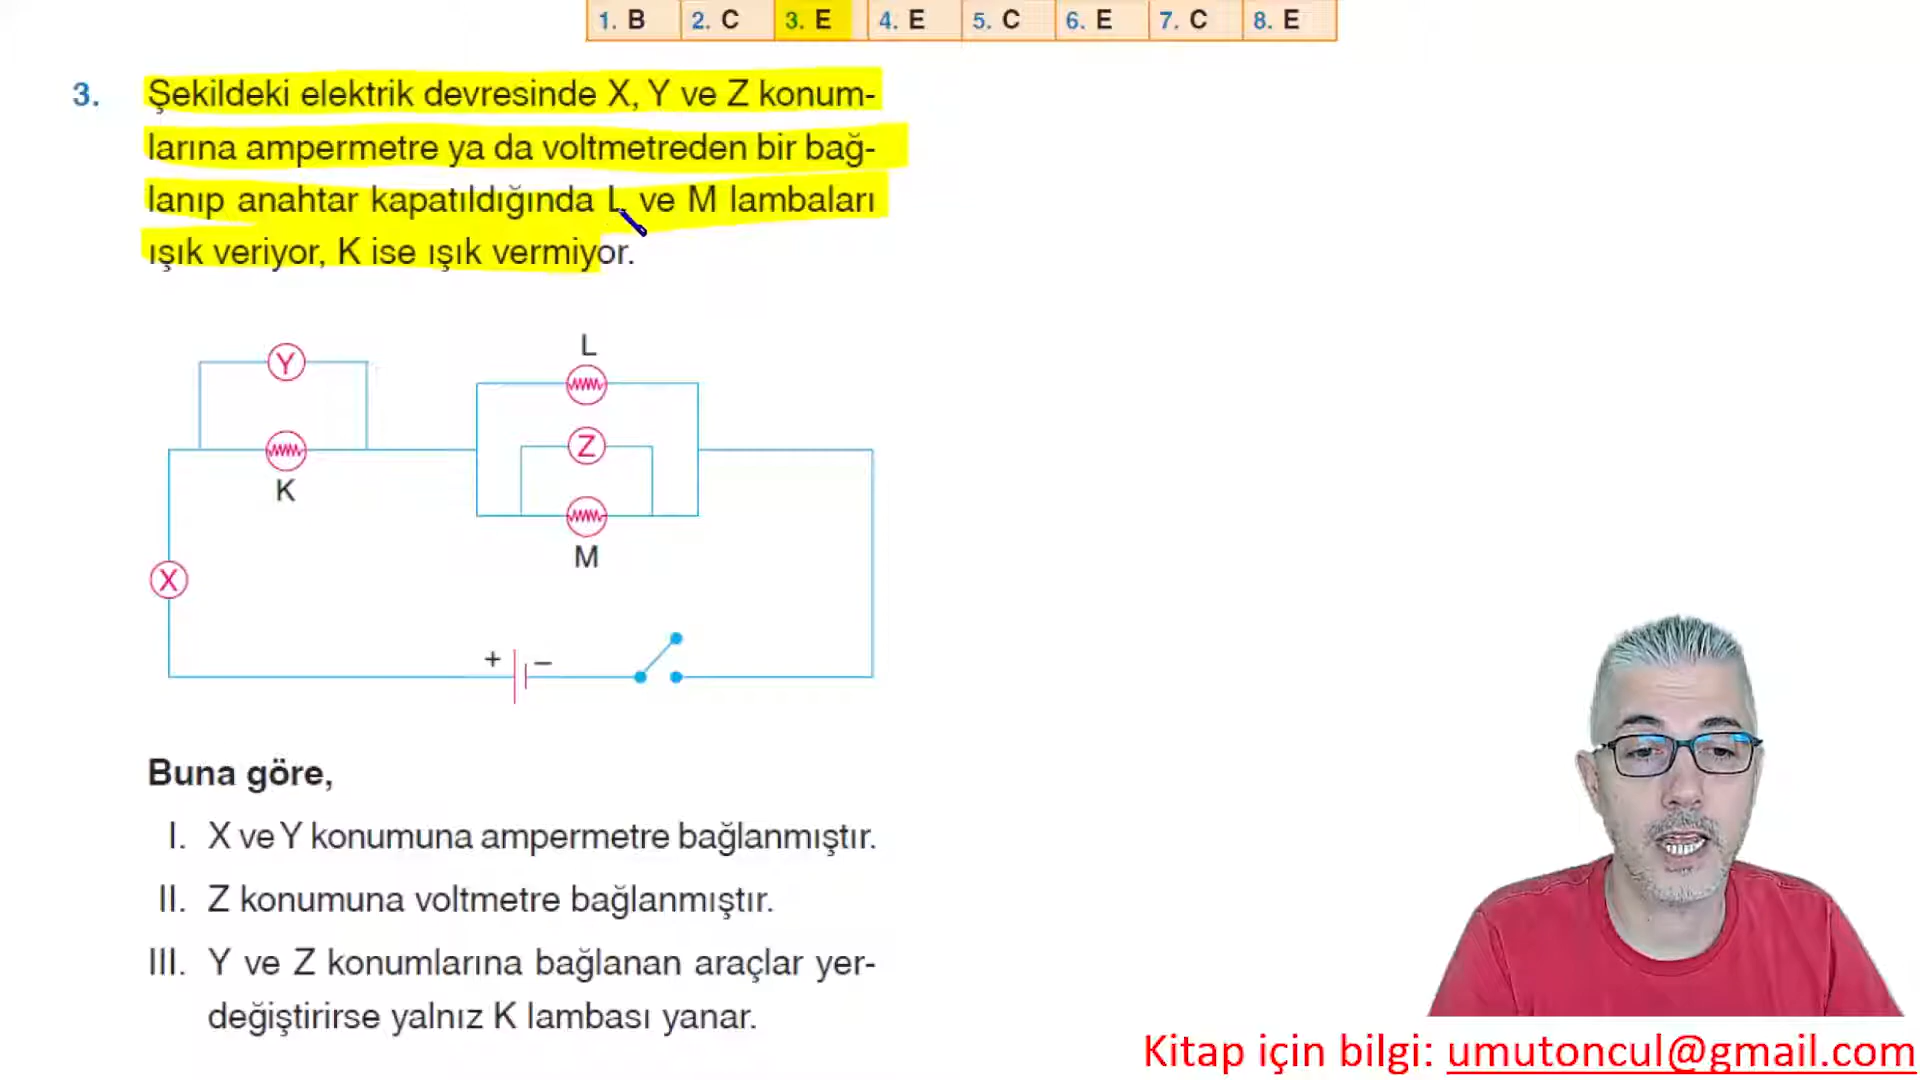 1. B 2. C 3. E 4. E 5. C 6. E 7. C 8. E
3. Şekildeki elektrik devresinde X, Y ve Z konum-
larına ampermetre ya da voltmetreden bir bağ-
lanıp anahtar kapatıldığında L ve M lambaları
ışık veriyor, K ise ışık vermiyor.
L
Y
Z
K
M
X
+ −
Buna göre,
I. X ve Y konumuna ampermetre bağlanmıştır.
II. Z konumuna voltmetre bağlanmıştır.
III. Y ve Z konumlarına bağlanan araçlar yer-
değiştirirse yalnız K lambası yanar.
Kitap için bilgi: umutoncul@gmail.com